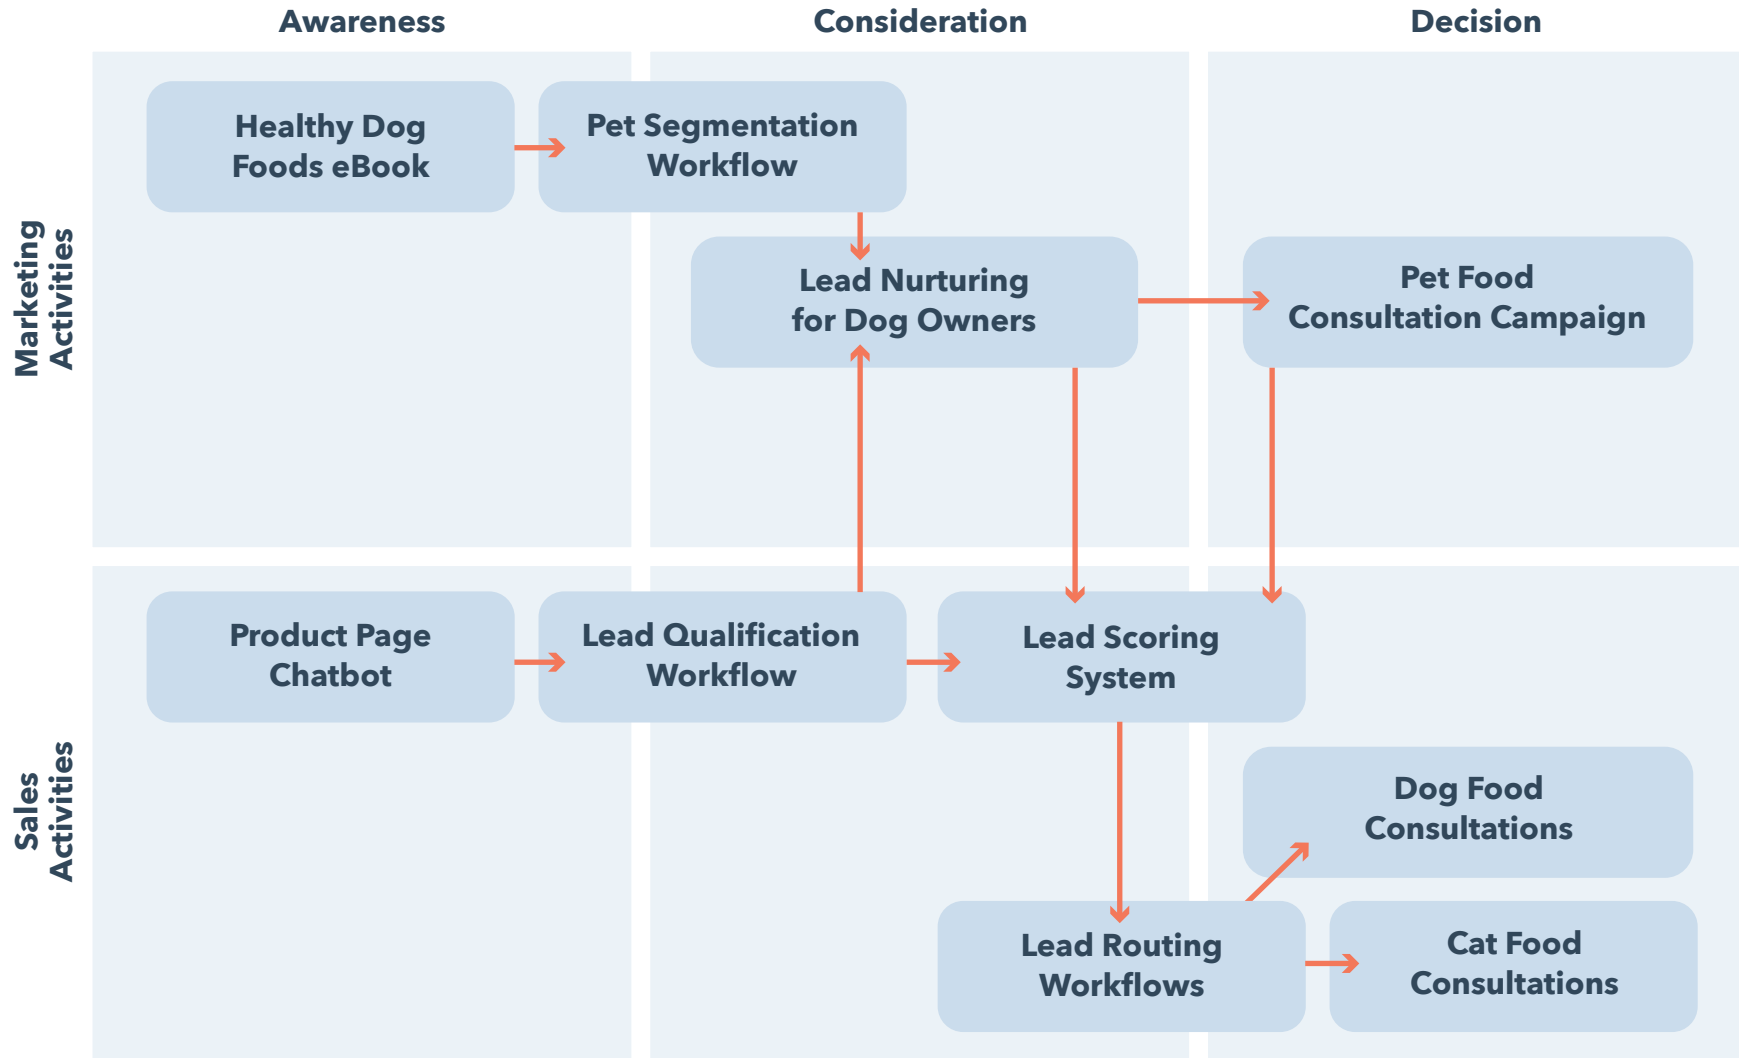 Awareness
Consideration
Decision
Marketing
Activities
Healthy Dog
Foods eBook
Pet Segmentation
Workflow
Lead Nurturing
for Dog Owners
Pet Food
Consultation Campaign
Sales
Activities
Product Page
Chatbot
Lead Qualification
Workflow
Lead Scoring
System
Dog Food
Consultations
Lead Routing
Workflows
Cat Food
Consultations